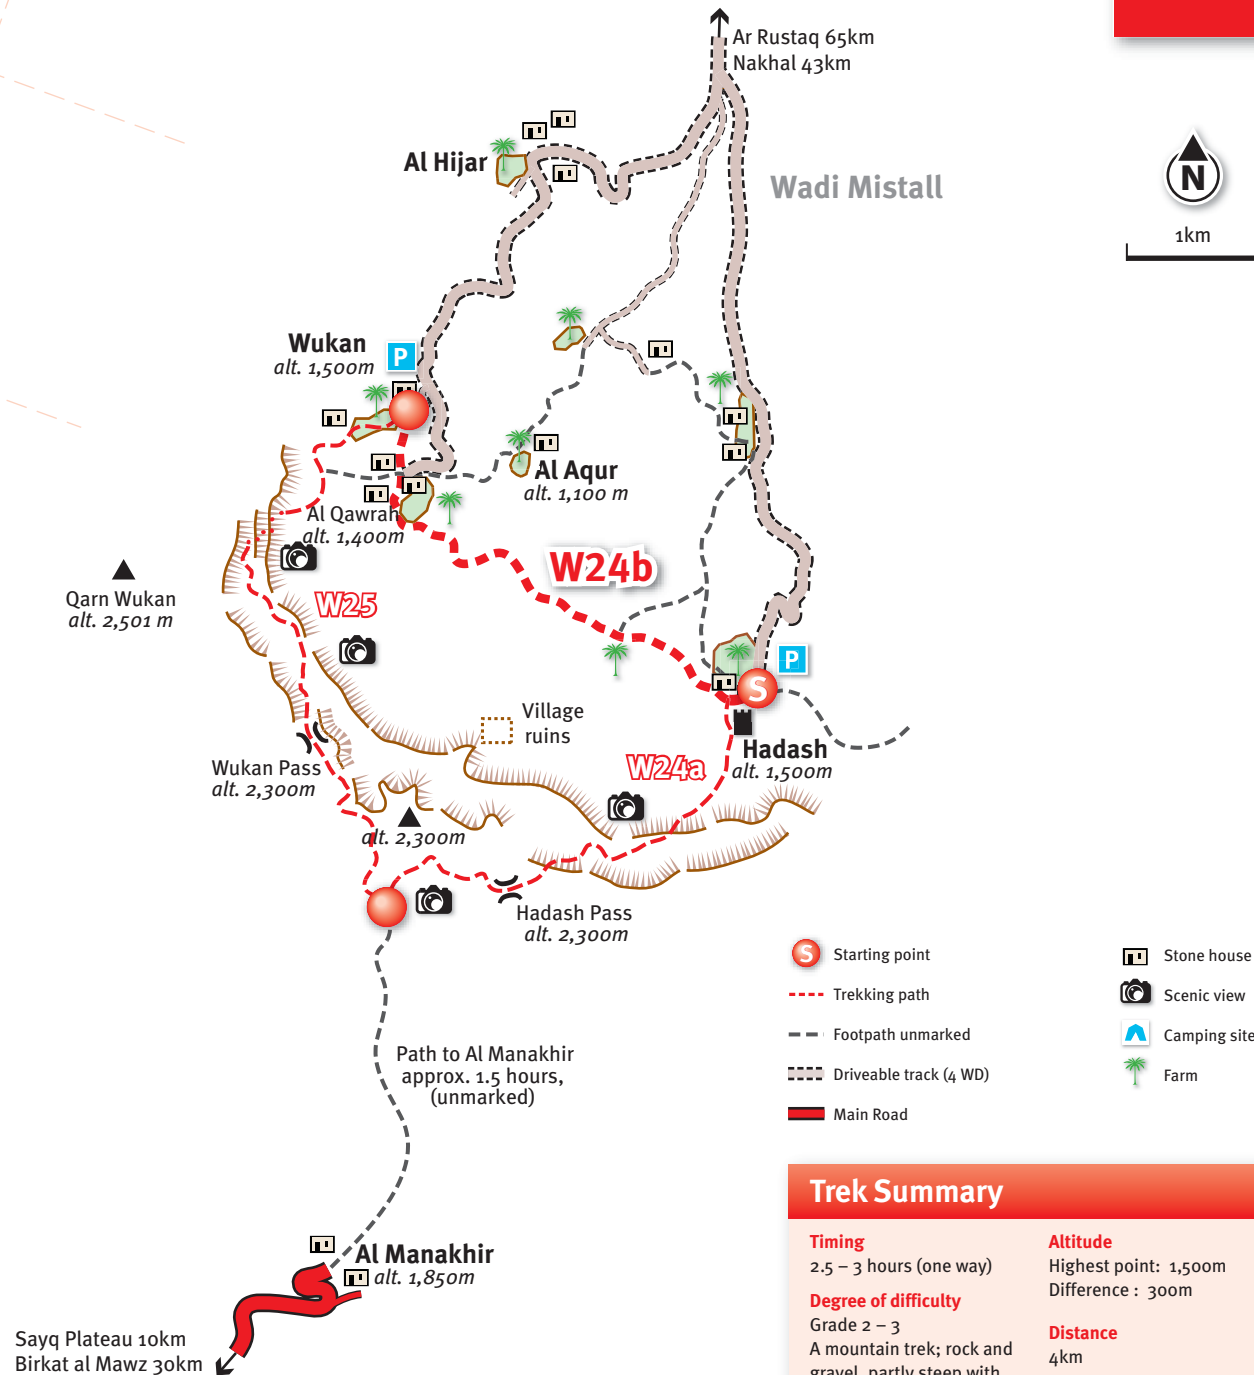 Ar Rustaq 65km
Nakhal 43km
Al Hijar
Wadi Mistall
N
1km
Wukan
alt. 1,500m
P
Al Aqur
alt. 1,100 m
Al Qawrah
alt. 1,400m
W24b
Qarn Wukan
alt. 2,501 m
W25
P
S
Village
ruins
Hadash
alt. 1,500m
W24a
Wukan Pass
alt. 2,300m
alt. 2,300m
Hadash Pass
alt. 2,300m
S
Starting point
Trekking path
Footpath unmarked
Driveable track (4 WD)
Main Road
Stone house
Scenic view
Camping site
Farm
Path to Al Manakhir
approx. 1.5 hours,
(unmarked)
Al Manakhir
alt. 1,850m
Sayq Plateau 10km
Birkat al Mawz 30km
Trek Summary
Timing
2.5 – 3 hours (one way)
Degree of difficulty
Grade 2 – 3
A mountain trek; rock and
gravel, partly steep with
Altitude
Highest point: 1,500m
Difference : 300m
Distance
4km